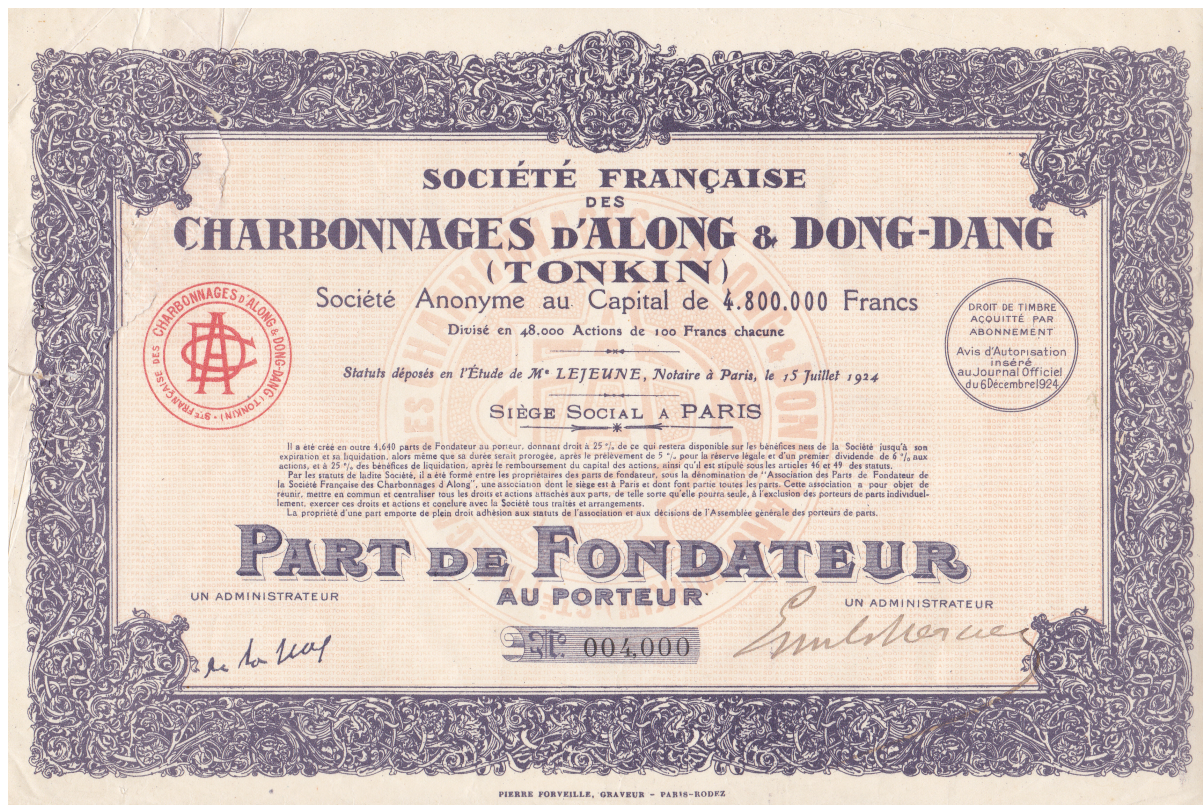 SOCIÉTÉ FRANÇAISE
DES
CHARBONNAGES D'ALONG & DONG-DANG
(TONKIN)
Société Anonyme au Capital de 4.800.000 Francs
Divisé en 48.000 Actions de 100 Francs chacune
Statuts déposés en l'Étude de Me LEJEUNE, Notaire à Paris, le 15 Juillet 1924
SIÈGE SOCIAL A PARIS
STÉ FRANÇAISE DES CHARBONNAGES D'ALONG & DONG-DANG (TONKIN)
DROIT DE TIMBRE
ACQUITTÉ PAR
ABONNEMENT
Avis d'Autorisation
inséré
au Journal Officiel
du 6 Décembre 1924
Il a été créé en outre 4.640 parts de Fondateur au porteur, donnant droit à 25 % de ce qui restera disponible sur les bénéfices nets de la Société jusqu'à son
expiration et sa liquidation, alors même que sa durée serait prorogée, après le prélèvement de 5 % pour la réserve légale et d'un premier dividende de 6 % aux
actions, et à 25 % des bénéfices de liquidation, après le remboursement du capital des actions, ainsi qu'il est stipulé sous les articles 46 et 49 des statuts.
Par les statuts de ladite Société, il a été formé entre les propriétaires des parts de fondateur, sous la dénomination de "Association des Parts de Fondateur de
la Société Française des Charbonnages d'Along", une association dont le siège est à Paris et dont font partie toutes les parts. Cette association a pour objet de
réunir, mettre en commun et centraliser tous les droits et actions attachés aux parts, de telle sorte qu'elle pourra seule, à l'exclusion des porteurs de parts individuel-
lement, exercer ces droits et actions et conclure avec la Société tous traités et arrangements.
La propriété d'une part emporte de plein droit adhésion aux statuts de l'association et aux décisions de l'Assemblée générale des porteurs de parts.
PART DE FONDATEUR
AU PORTEUR
UN ADMINISTRATEUR
UN ADMINISTRATEUR
No 004,000
PIERRE FORVEILLE, GRAVEUR - PARIS-RODEZ